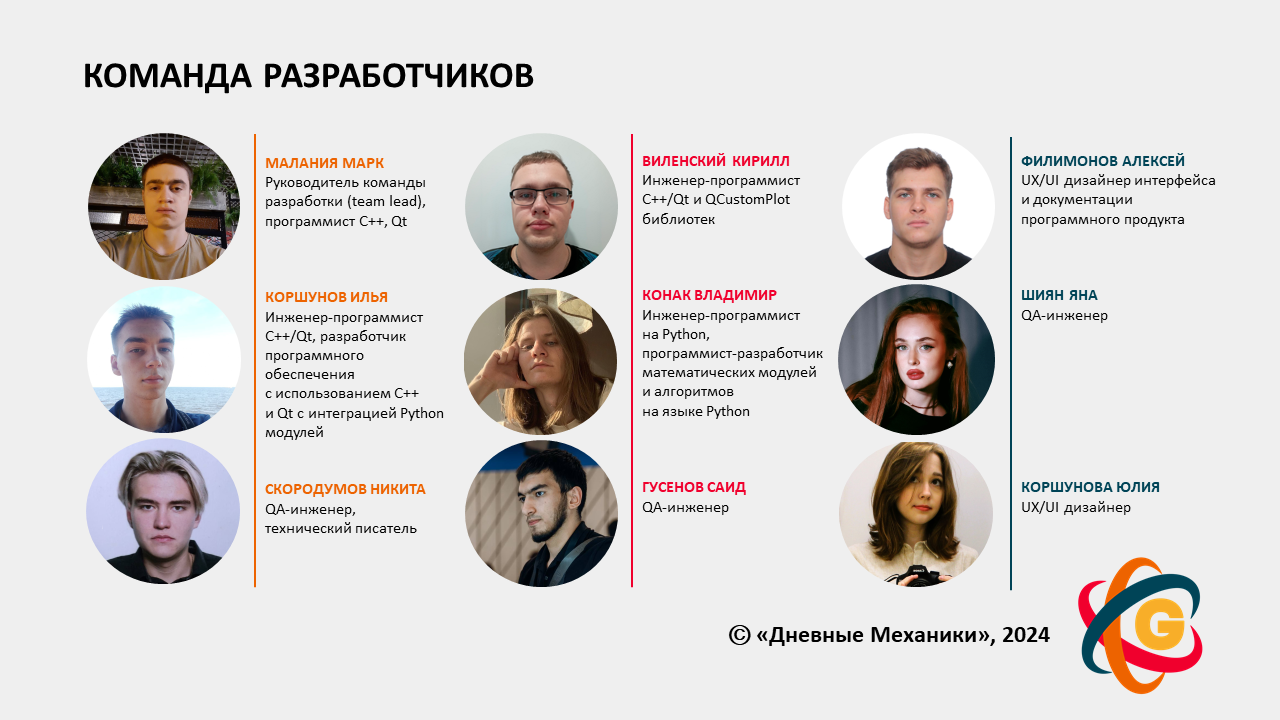 КОМАНДА РАЗРАБОТЧИКОВ
МАЛАНИЯ МАРК
Руководитель команды
разработки (team lead),
программист C++, Qt
КОРШУНОВ ИЛЬЯ
Инженер-программист
C++/Qt, разработчик
программного
обеспечения
с использованием C++
и Qt с интеграцией Python
модулей
СКОРОДУМОВ НИКИТА
QA-инженер,
технический писатель
ВИЛЕНСКИЙ КИРИЛЛ
Инженер-программист
C++/Qt и QCustomPlot
библиотек
КОНАК ВЛАДИМИР
Инженер-программист
на Python,
программист-разработчик
математических модулей
и алгоритмов
на языке Python
ГУСЕНОВ САИД
QA-инженер
ФИЛИМОНОВ АЛЕКСЕЙ
UX/UI дизайнер интерфейса
и документации
программного продукта
ШИЯН ЯНА
QA-инженер
КОРШУНОВА ЮЛИЯ
UX/UI дизайнер
© «Дневные Механики», 2024
G